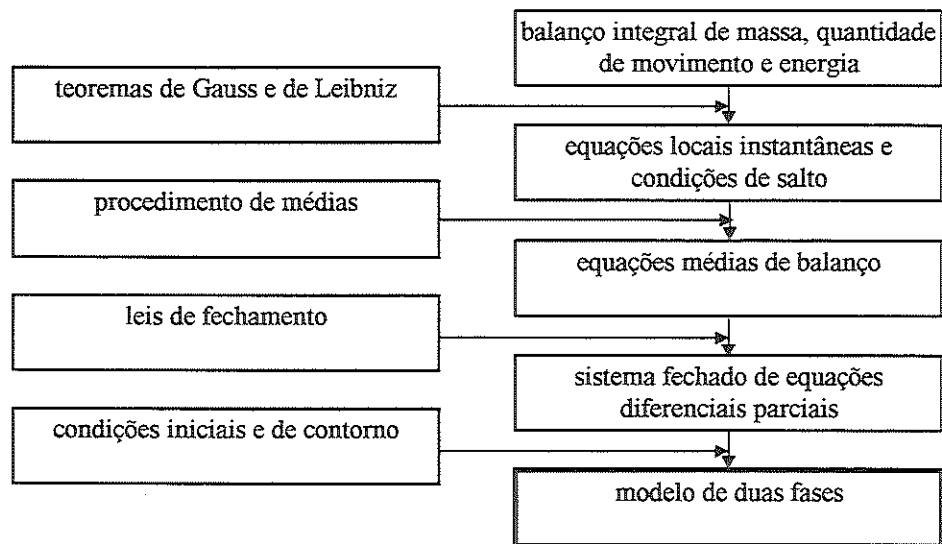 balanço integral de massa, quantidade
de movimento e energia
teoremas de Gauss e de Leibniz
equações locais instantâneas e
condições de salto
procedimento de médias
equações médias de balanço
leis de fechamento
sistema fechado de equações
diferenciais parciais
condições iniciais e de contorno
modelo de duas fases